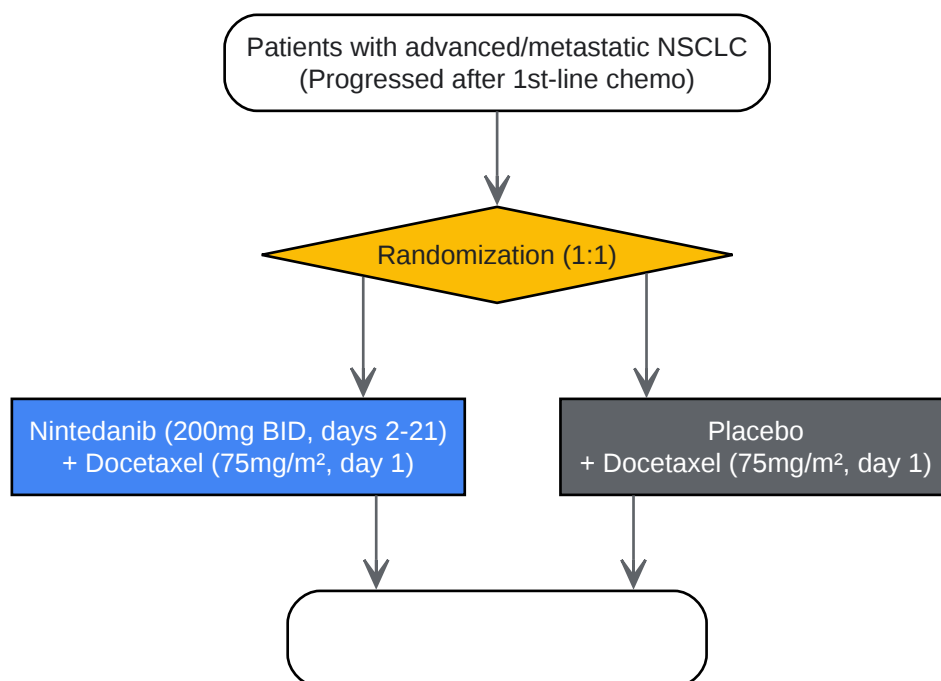 Patients with advanced/metastatic NSCLC
(Progressed after 1st-line chemo)
Randomization (1:1)
Nintedanib (200mg BID, days 2-21)
+ Docetaxel (75mg/m², day 1)
Placebo
+ Docetaxel (75mg/m², day 1)